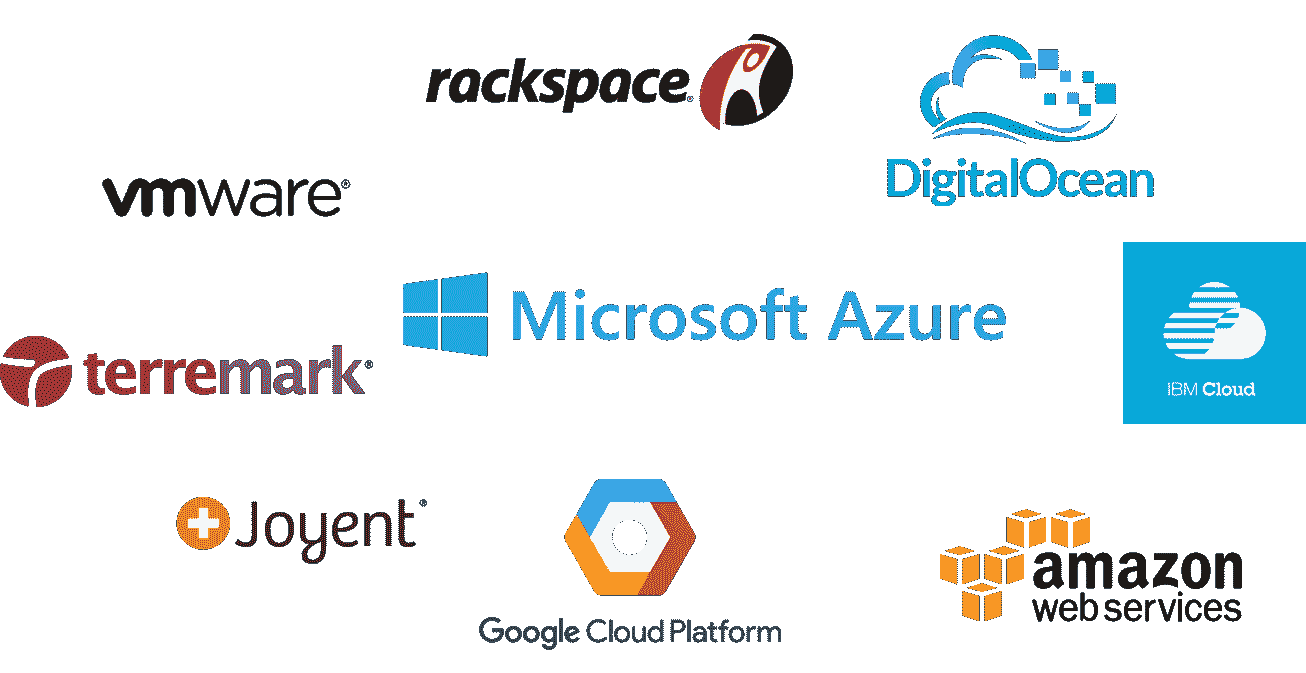 rackspace®
DigitalOcean
vmware®
Microsoft Azure
terremark®
IBM Cloud
Joyent®
Google Cloud Platform
amazon
web services